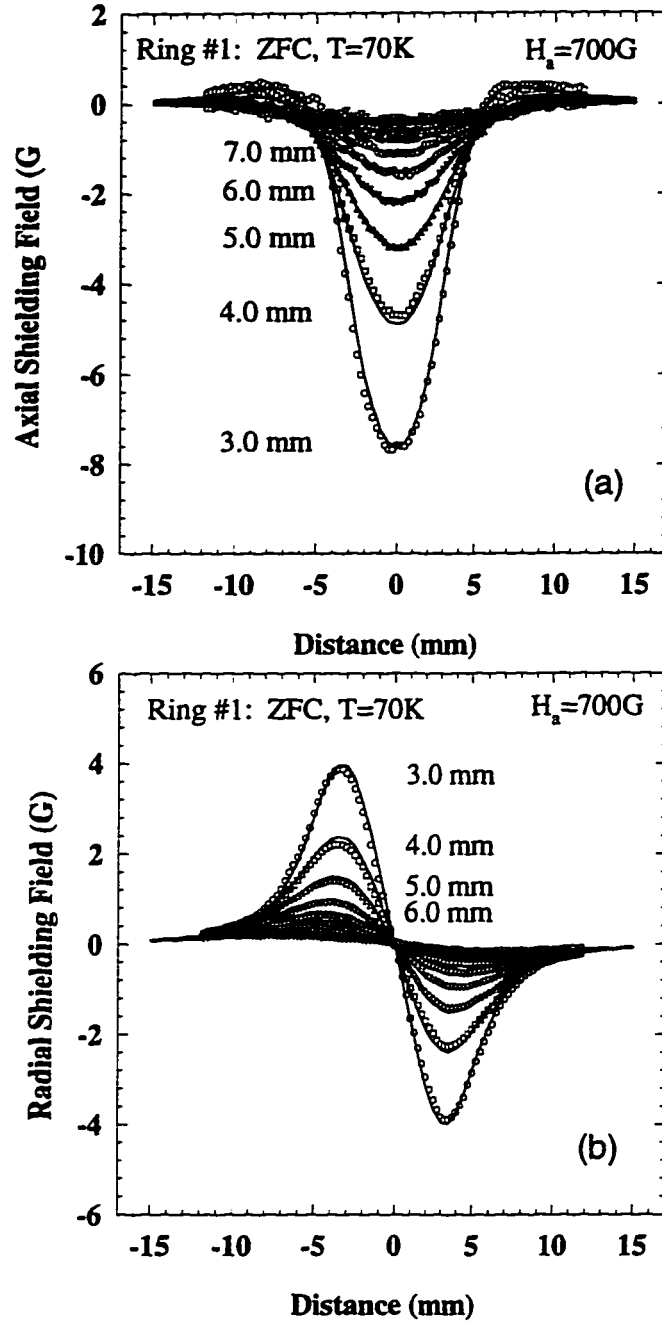 2
Ring #1: ZFC, T=70K H_a=700G
0
7.0 mm
-2
6.0 mm
5.0 mm
-4
4.0 mm
-6
3.0 mm
-8
(a)
-10
-15 -10 -5 0 5 10 15
Axial Shielding Field (G
Distance (mm)
6
Ring #1: ZFC, T=70K H_a=700G
4
3.0 mm
4.0 mm
2
5.0 mm
6.0 mm
0
-2
-4
(b)
-6
-15 -10 -5 0 5 10 15
Radial Shielding Field (G)
Distance (mm)